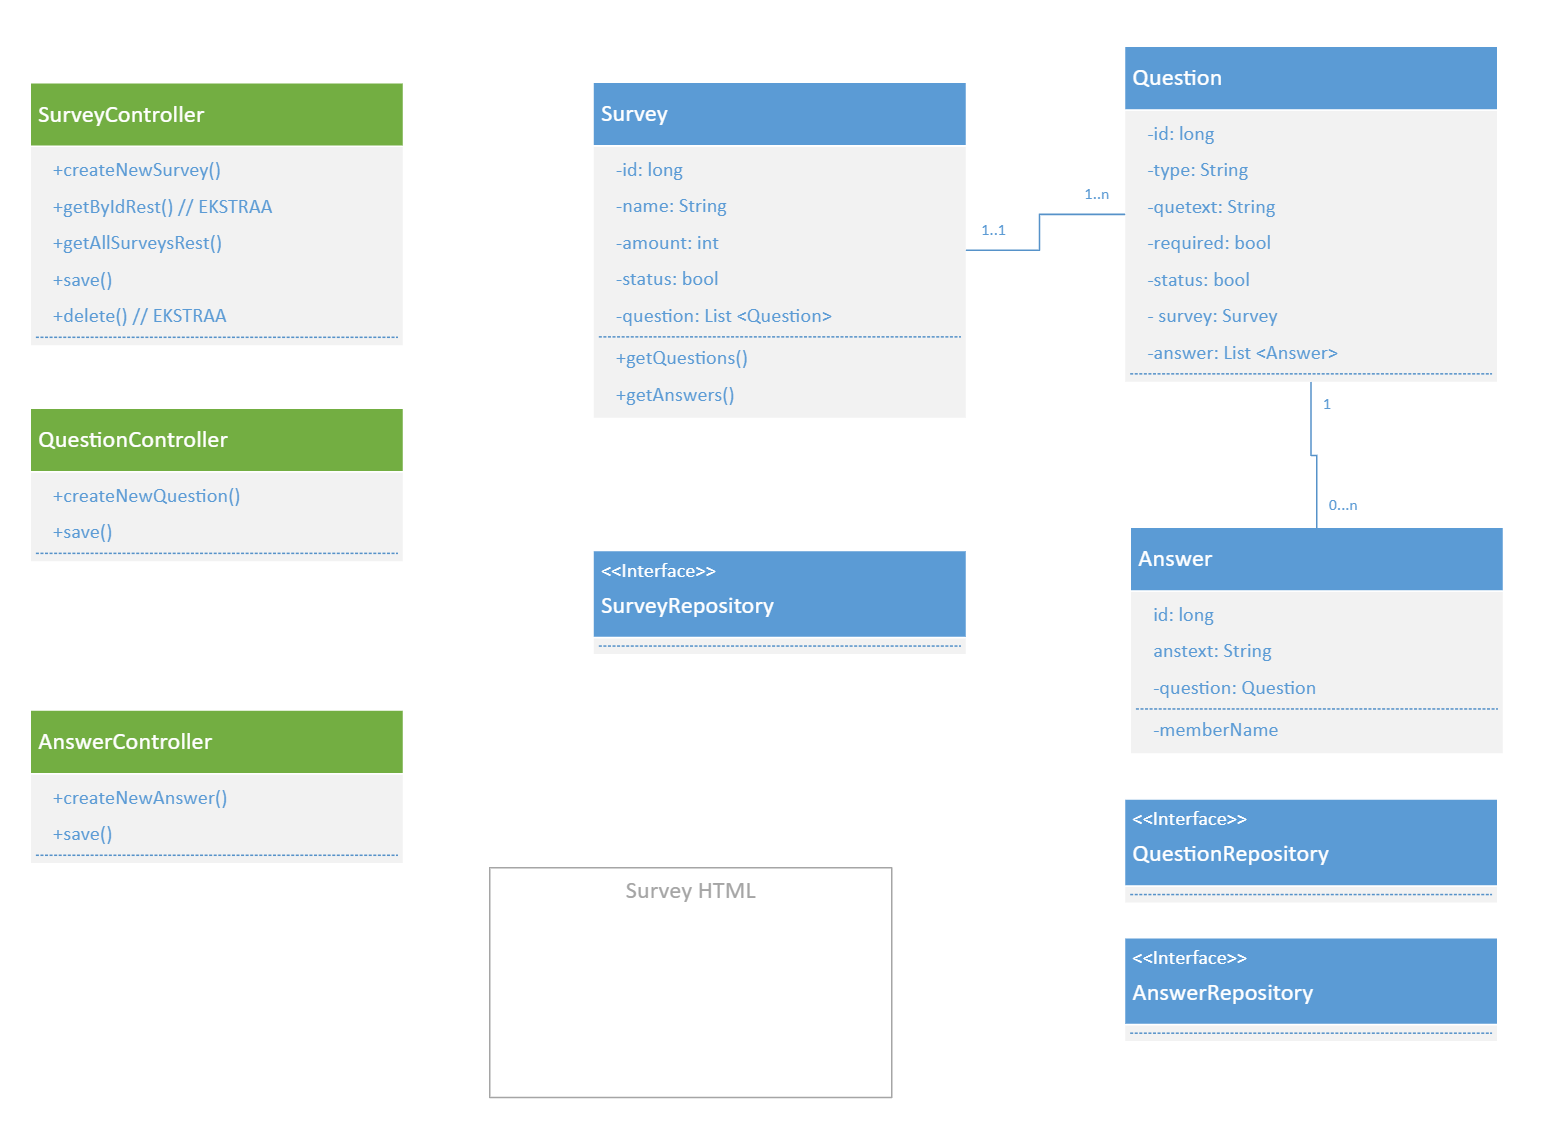 SurveyController
+createNewSurvey()
+getByIdRest() // EKSTRAA
+getAllSurveysRest()
+save()
+delete() // EKSTRAA
QuestionController
+createNewQuestion()
+save()
AnswerController
+createNewAnswer()
+save()
Survey
-id: long
-name: String
-amount: int
-status: bool
-question: List <Question>
+getQuestions()
+getAnswers()
1..1
1..n
<<Interface>>
SurveyRepository
Survey HTML
Question
-id: long
-type: String
-quetext: String
-required: bool
-status: bool
- survey: Survey
-answer: List <Answer>
1
0...n
Answer
id: long
anstext: String
-question: Question
-memberName
<<Interface>>
QuestionRepository
<<Interface>>
AnswerRepository